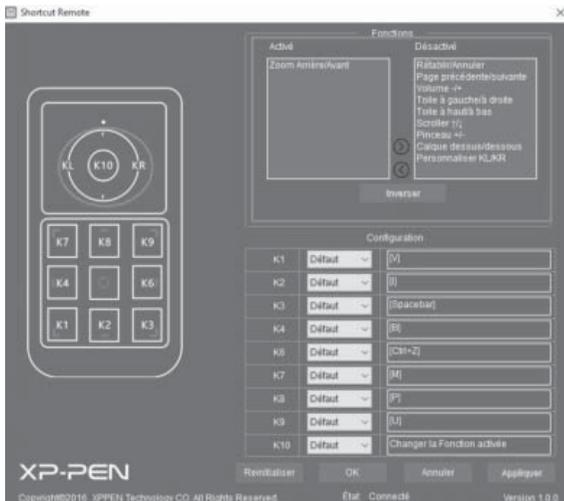 Shortcut Remote
Fonctions
Activé
Désactivé
Zoom Arrière/Avant
Rétablir/Annuler
Page précédente/suivante
Volume -/+
Toile à gauche/à droite
Toile à haut/à bas
Scroller ↑/↓
Pinceau +/-
Calque dessus/dessous
Personnaliser KL/KR
Inverser
KL
K10
KR
K7 K8 K9
K4 K6
K1 K2 K3
Configuration
K1 Défaut [V]
K2 Défaut [I]
K3 Défaut [Spacebar]
K4 Défaut [B]
K6 Défaut [Ctrl+Z]
K7 Défaut [M]
K8 Défaut [P]
K9 Défaut [U]
K10 Défaut Changer la Fonction activée
XP-PEN
Réinitialiser OK Annuler Appliquer
Copyright©2016 XPPEN Technology CO. All Rights Reserved. État: Connecté Version 1.0.0